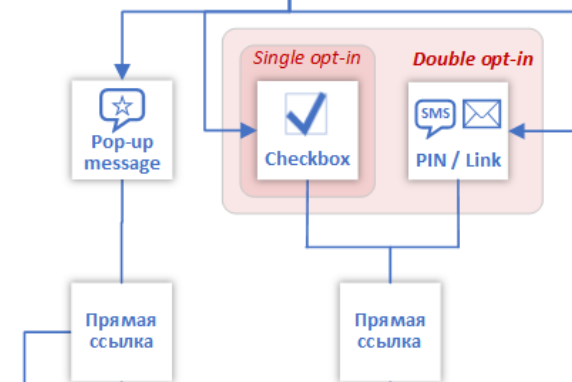 Single opt-in
Double opt-in
SMS
Pop-up
message
Checkbox
PIN / Link
Прямая
ссылка
Прямая
ссылка